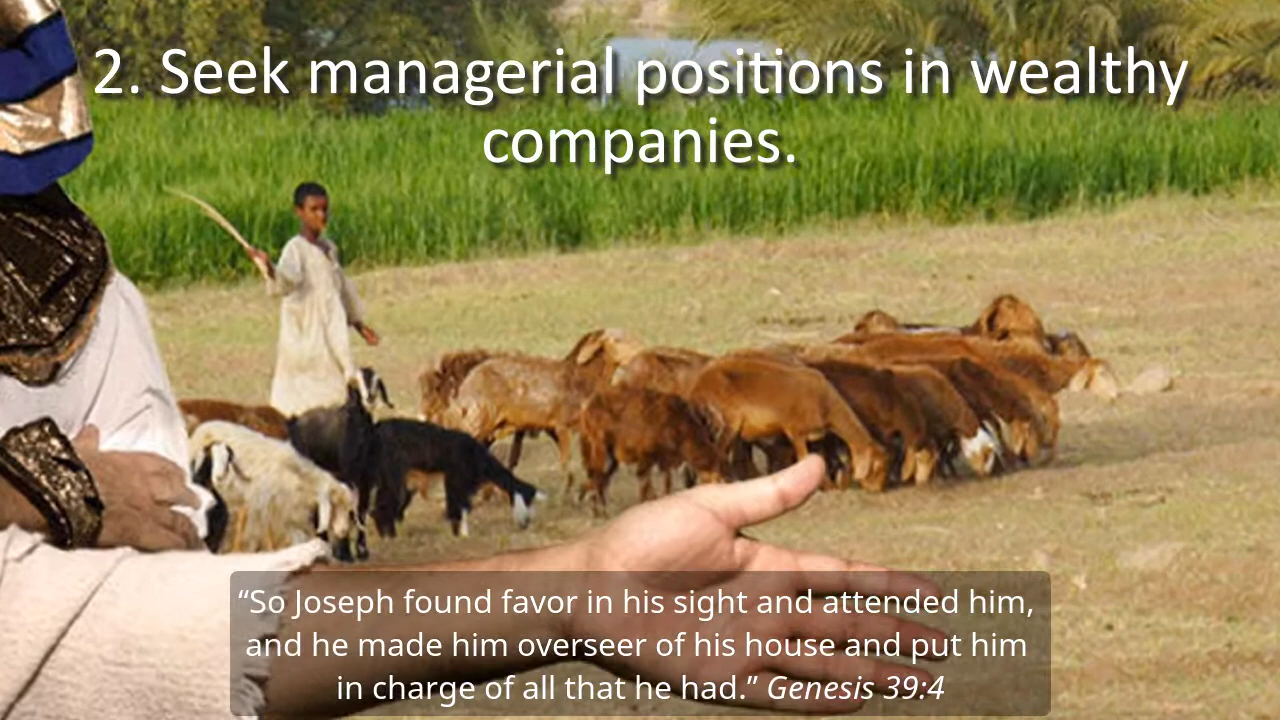 2. Seek managerial positions in wealthy
companies.
“So Joseph found favor in his sight and attended him,
and he made him overseer of his house and put him
in charge of all that he had.” Genesis 39:4